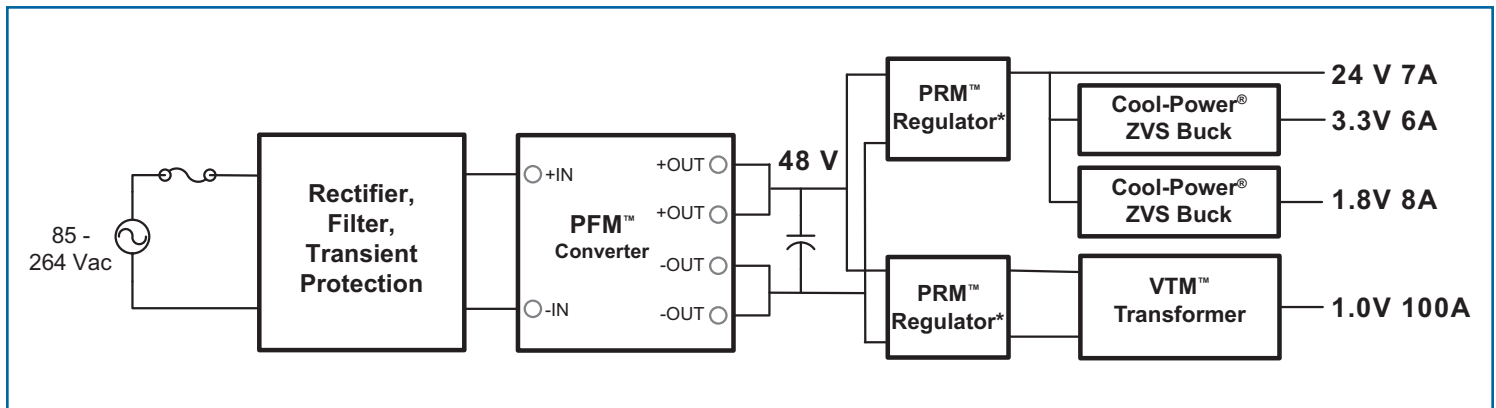 85 -
264 Vac
Rectifier,
Filter,
Transient
Protection
+IN
-IN
PFM™
Converter
+OUT
+OUT
-OUT
-OUT
48 V
PRM™
Regulator*
PRM™
Regulator*
Cool-Power®
ZVS Buck
Cool-Power®
ZVS Buck
VTM™
Transformer
24 V 7A
3.3V 6A
1.8V 8A
1.0V 100A